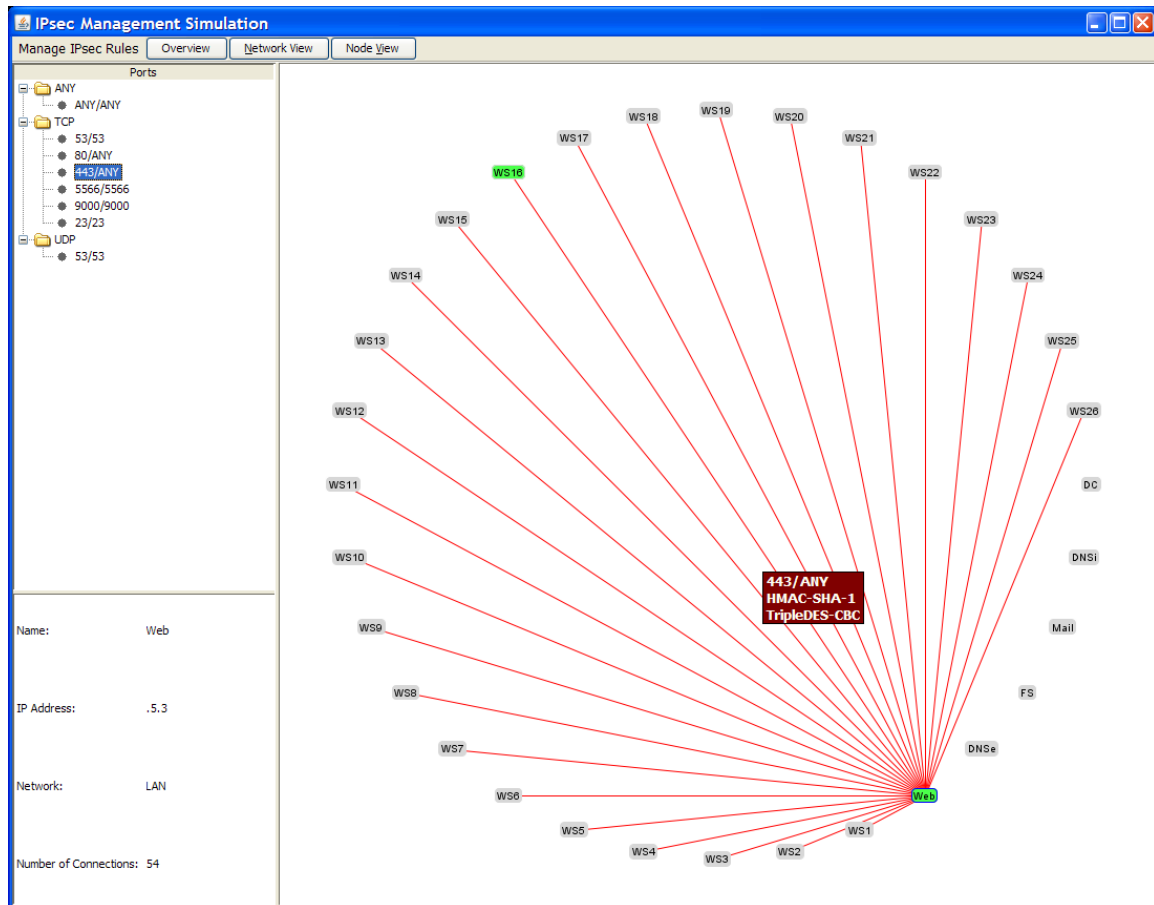 IPsec Management Simulation
Manage IPsec Rules Overview Network View Node View
Ports
ANY
ANY/ANY
TCP
53/53
80/ANY
443/ANY
5566/5566
9000/9000
23/23
UDP
53/53
Name: Web
IP Address: .5.3
Network: LAN
Number of Connections: 54
WS19
WS18
WS20
WS17
WS21
WS16
WS22
WS15
WS23
WS14
WS24
WS13
WS25
WS12
WS26
WS11
DC
WS10
DNSi
443/ANY
HMAC-SHA-1
TripleDES-CBC
WS9
Mail
WS8
FS
WS7
DNSe
WS6
Web
WS5
WS1
WS4
WS3
WS2